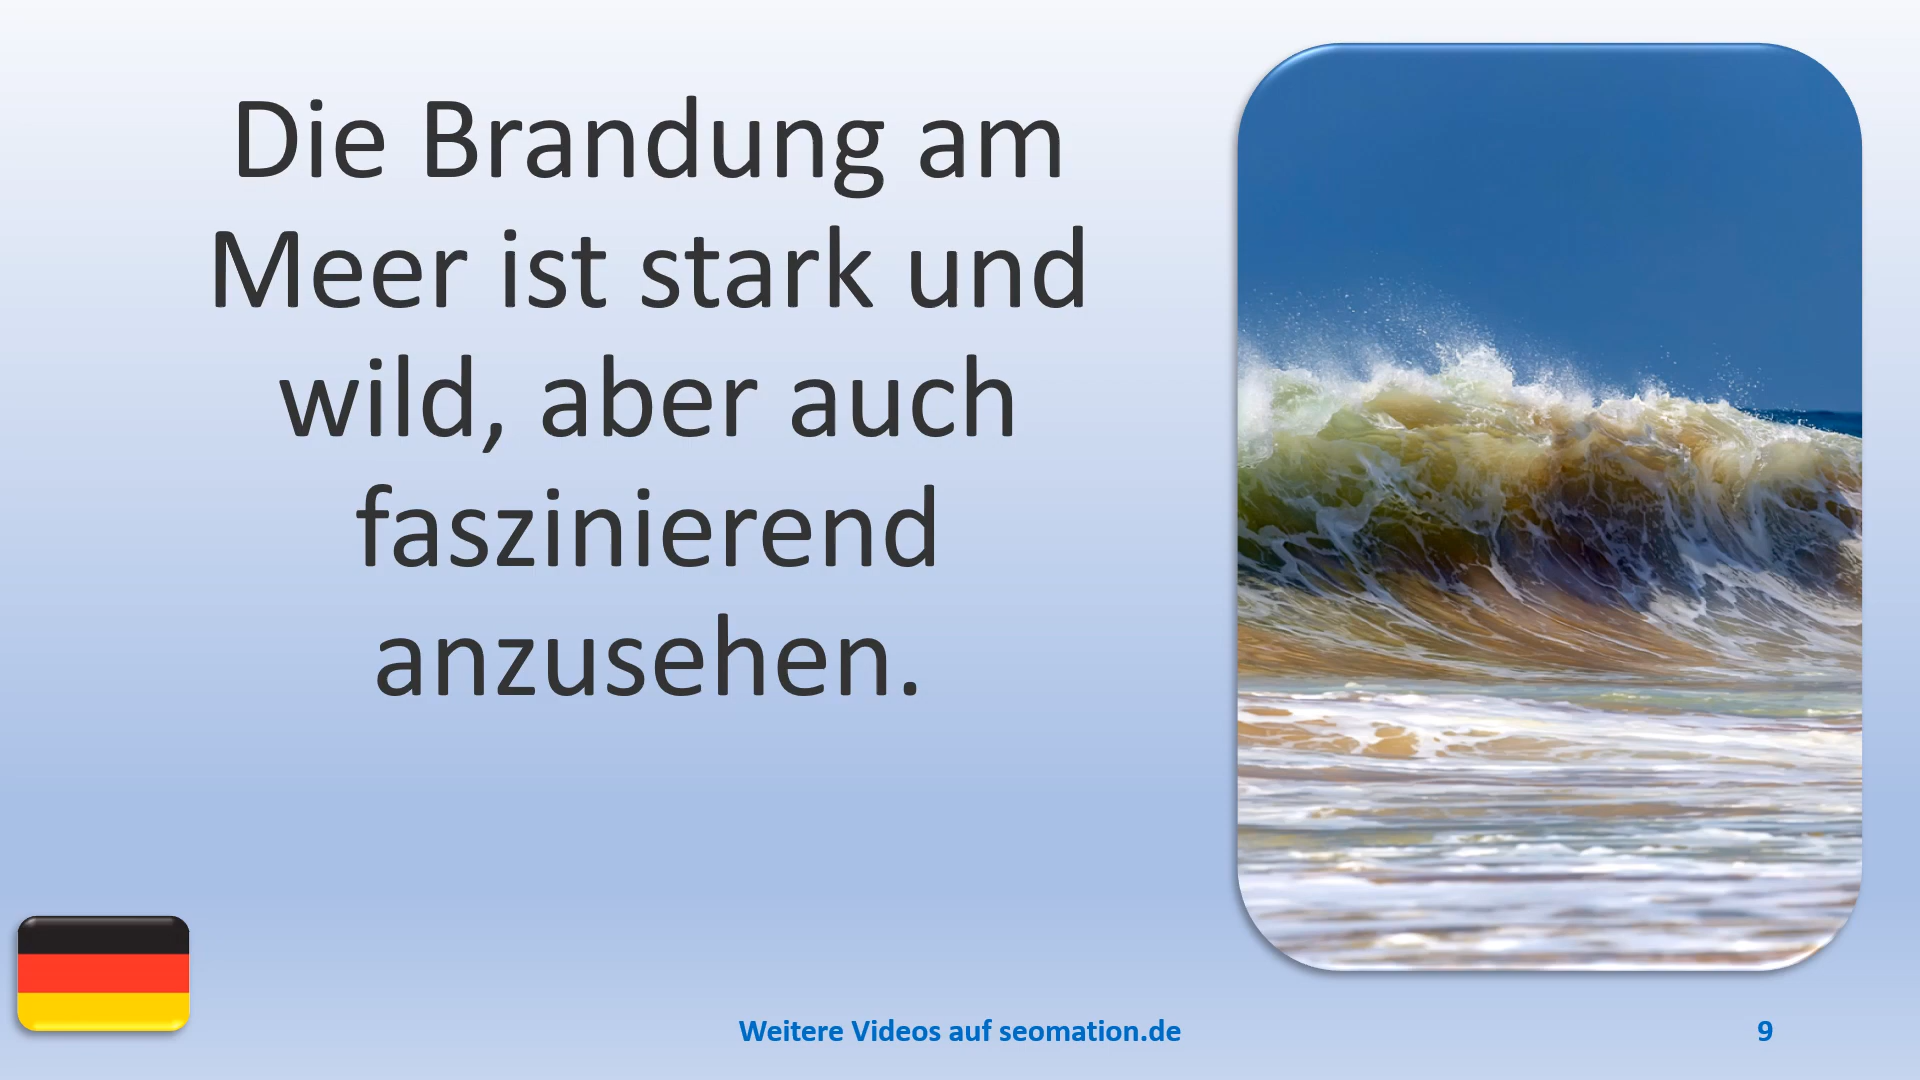 Die Brandung am
Meer ist stark und
wild, aber auch
faszinierend
anzusehen.
Weitere Videos auf seomation.de
9